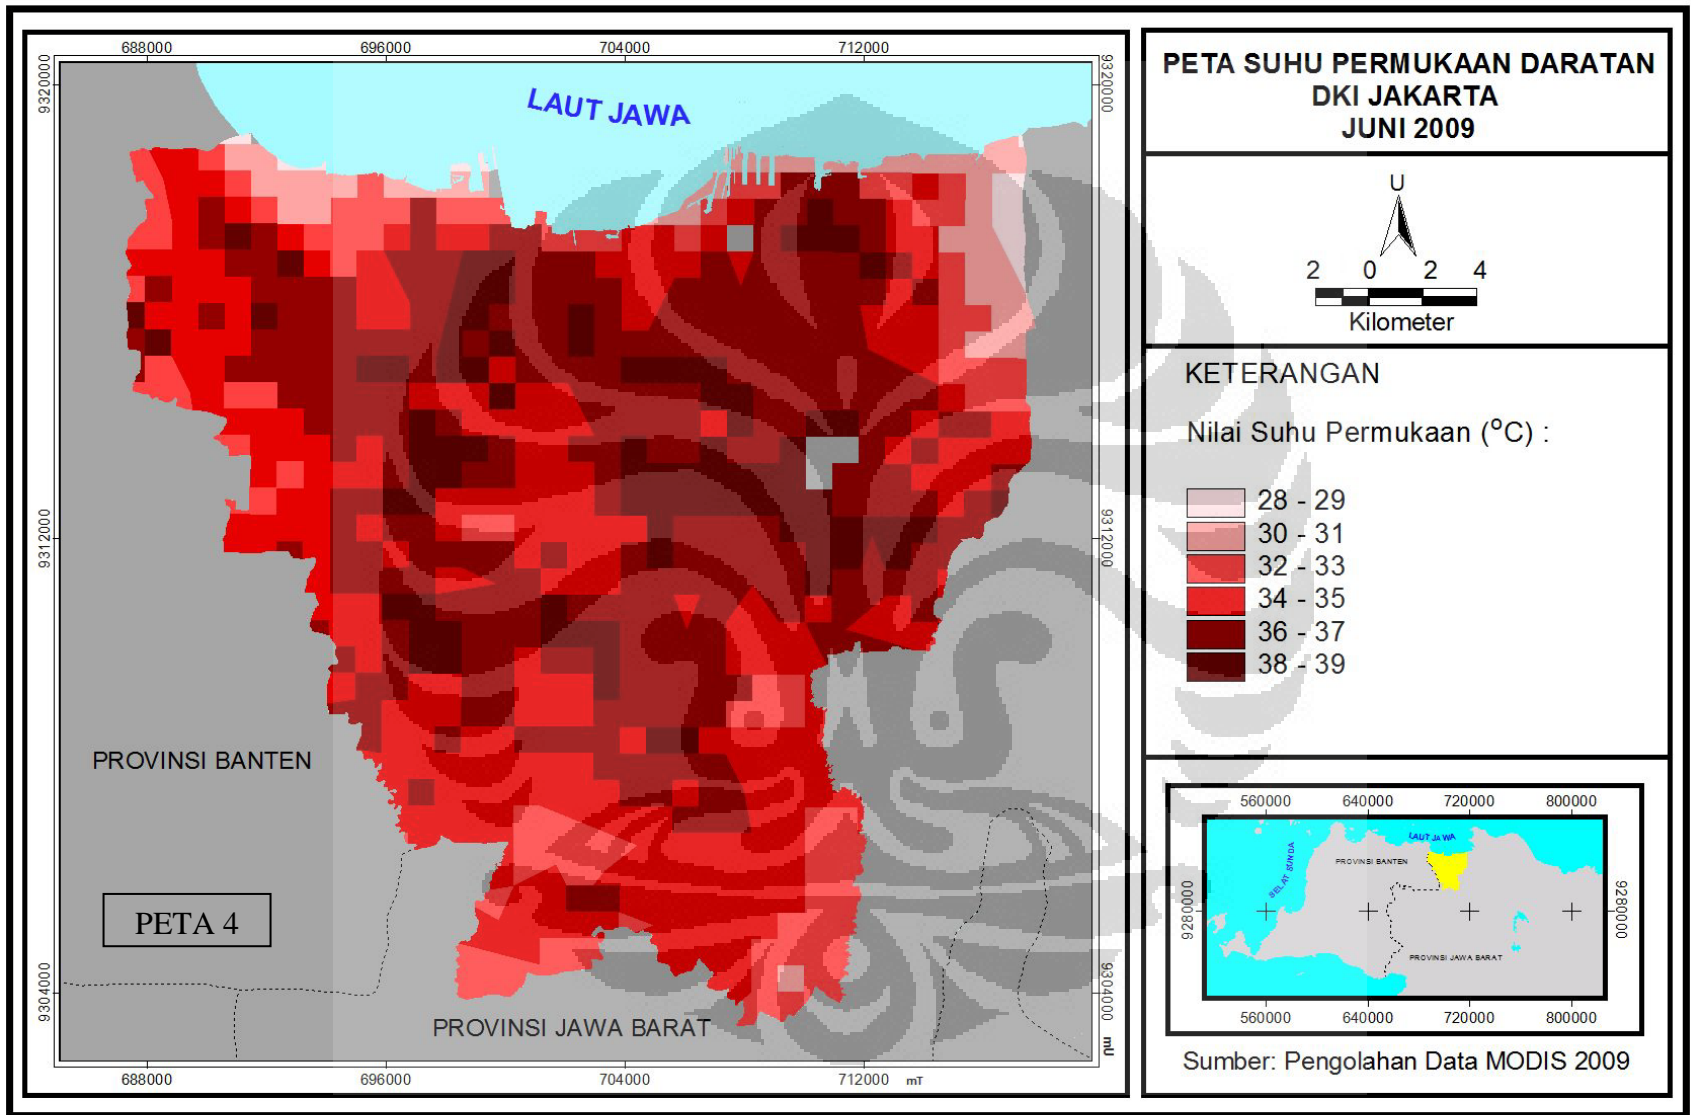 688000
696000
704000
712000
9320000
9320000
LAUT JAWA
9312000
9312000
PROVINSI BANTEN
PETA 4
9304000
9304000
PROVINSI JAWA BARAT
mU
688000
696000
704000
712000
mT
PETA SUHU PERMUKAAN DARATAN
DKI JAKARTA
JUNI 2009
U
2 0 2 4
Kilometer
KETERANGAN
Nilai Suhu Permukaan (°C) :
28 - 29
30 - 31
32 - 33
34 - 35
36 - 37
38 - 39
560000
640000
720000
800000
LAUT JAWA
SELAT SUNDA
PROVINSI BANTEN
9280000
9280000
PROVINSI JAWA BARAT
560000
640000
720000
800000
Sumber: Pengolahan Data MODIS 2009